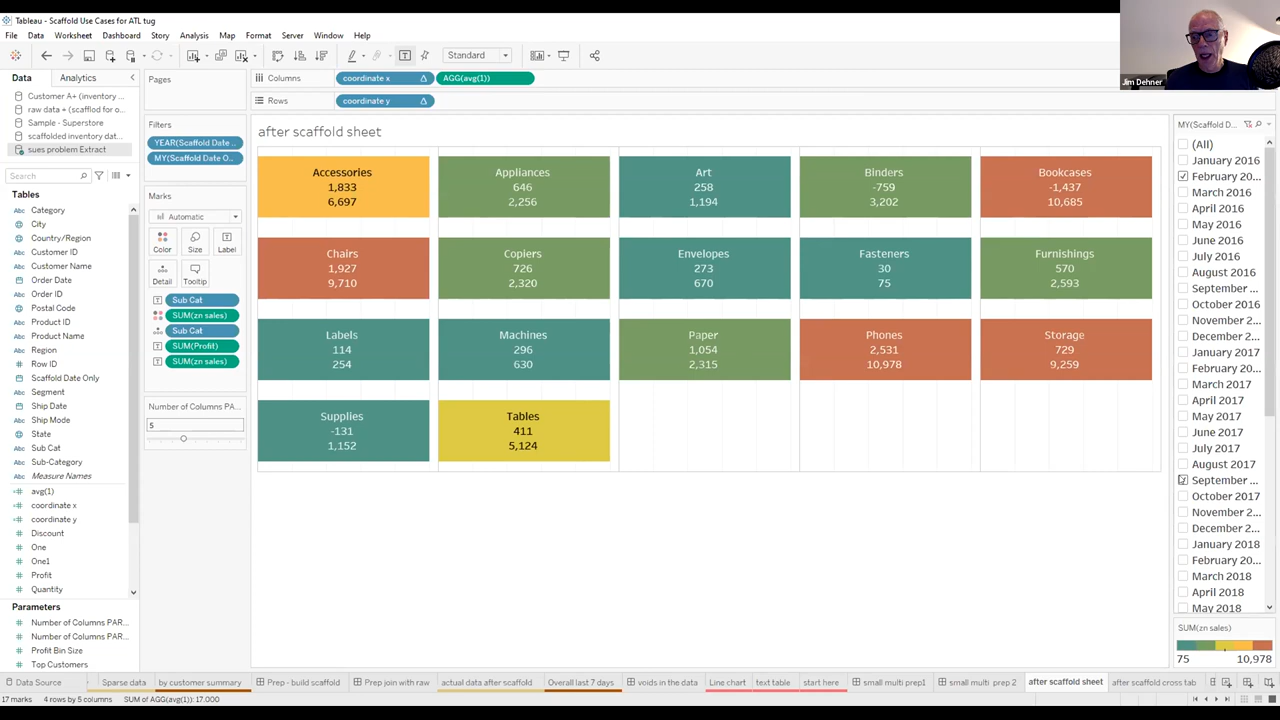 Tableau - Scaffold Use Cases for ATL tug
File Data Worksheet Dashboard Story Analysis Map Format Server Window Help
Standard
Data Analytics
Customer A+ (inventory ...
raw data + (scaffold for o...
Sample - Superstore
scaffolded inventory dat...
sues problem Extract
Search
Tables
Abc Category
City
Country/Region
Abc Customer ID
Abc Customer Name
Order Date
Abc Order ID
Postal Code
Abc Product ID
Abc Product Name
Abc Region
Row ID
Scaffold Date Only
Abc Segment
Ship Date
Abc Ship Mode
State
Abc Sub Cat
Abc Sub-Category
Abc Measure Names
avg(1)
coordinate x
coordinate y
Discount
One
One1
Profit
Quantity
Parameters
Number of Columns PAR...
Number of Columns PAR...
Profit Bin Size
Top Customers
Pages
Filters
YEAR(Scaffold Date ..
MY(Scaffold Date O..
Marks
Automatic
Color Size Label
Detail Tooltip
Sub Cat
SUM(zn sales)
Sub Cat
SUM(Profit)
SUM(zn sales)
Number of Columns PA...
5
Columns coordinate x AGG(avg(1))
Rows coordinate y
after scaffold sheet
Accessories
1,833
6,697
Appliances
646
2,256
Art
258
1,194
Binders
-759
3,202
Bookcases
-1,437
10,685
Chairs
1,927
9,710
Copiers
726
2,320
Envelopes
273
670
Fasteners
30
75
Furnishings
570
2,593
Labels
114
254
Machines
296
630
Paper
1,054
2,315
Phones
2,531
10,978
Storage
729
9,259
Supplies
-131
1,152
Tables
411
5,124
Jim Dehner
MY(Scaffold D...
(All)
January 2016
February 20...
March 2016
April 2016
May 2016
June 2016
July 2016
August 2016
September ...
October 2016
November 2...
December 2...
January 2017
February 20...
March 2017
April 2017
May 2017
June 2017
July 2017
August 2017
September ...
October 2017
November 2...
December 2...
January 2018
February 20...
March 2018
April 2018
May 2018
SUM(zn sales)
75 10,978
Data Source Sparse data by customer summary Prep - build scaffold Prep join with raw actual data after scaffold Overall last 7 days voids in the data Line chart text table start here small multi prep1 small multi prep 2 after scaffold sheet after scaffold cross tab
17 marks 4 rows by 5 columns SUM of AGG(avg(1)): 17.000